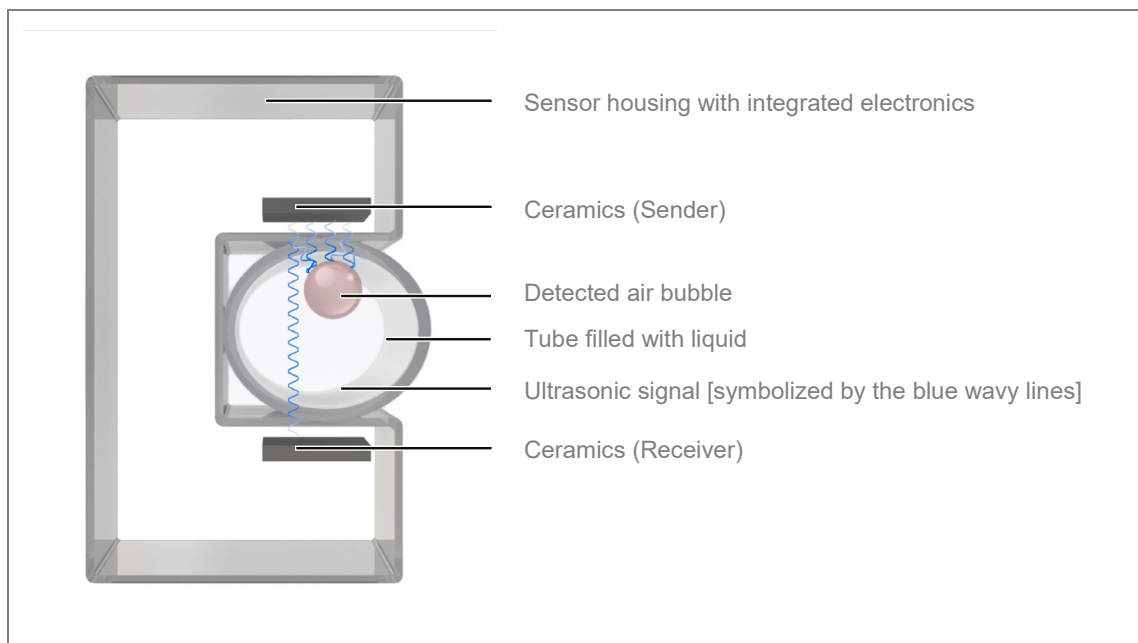 Sensor housing with integrated electronics
Ceramics (Sender)
Detected air bubble
Tube filled with liquid
Ultrasonic signal [symbolized by the blue wavy lines]
Ceramics (Receiver)